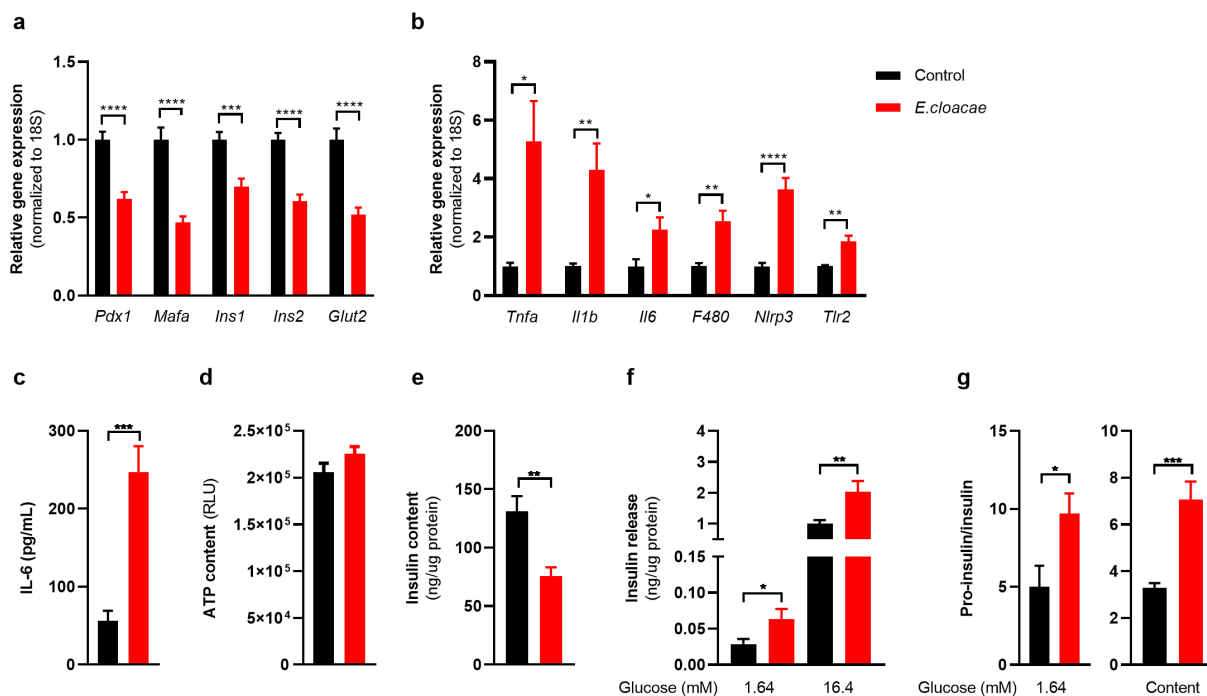 a
Relative gene expression
(normalized to 18S)
1.5
1.0
0.5
0.0
**** **** *** **** ****
Pdx1 Mafa Ins1 Ins2 Glut2
b
Relative gene expression
(normalized to 18S)
8
6
4
2
0
* ** * ** **** **
Tnfa Il1b Il6 F480 Nlrp3 Tlr2
Control
E.cloacae
c
IL-6 (pg/mL)
300
200
100
0
***
d
ATP content (RLU)
2.5×10⁵
2×10⁵
2×10⁵
1×10⁵
5×10⁴
0
e
Insulin content
(ng/ug protein)
200
150
100
50
0
**
f
Insulin release
(ng/ug protein)
4
3
2
1
0.15
0.10
0.05
0.00
* **
Glucose (mM) 1.64 16.4
g
Pro-insulin/insulin
15
10
5
0
*
Glucose (mM) 1.64
10
8
6
4
2
0
***
Content